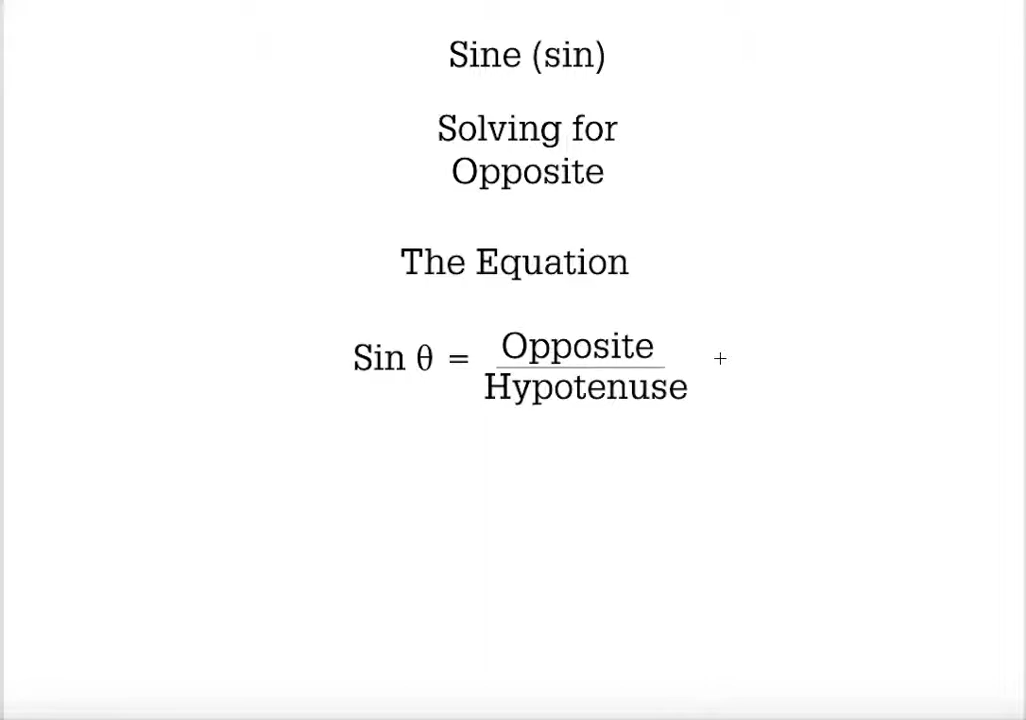 Sine (sin)
Solving for
Opposite
The Equation
Sin θ = Opposite
Hypotenuse